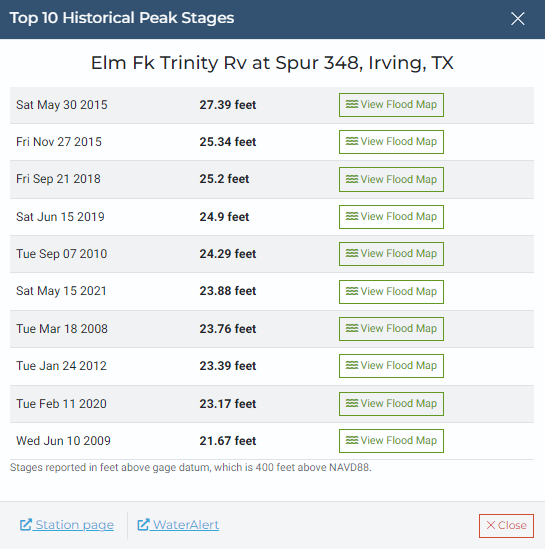 Top 10 Historical Peak Stages
Elm Fk Trinity Rv at Spur 348, Irving, TX
Sat May 30 2015 27.39 feet View Flood Map
Fri Nov 27 2015 25.34 feet View Flood Map
Fri Sep 21 2018 25.2 feet View Flood Map
Sat Jun 15 2019 24.9 feet View Flood Map
Tue Sep 07 2010 24.29 feet View Flood Map
Sat May 15 2021 23.88 feet View Flood Map
Tue Mar 18 2008 23.76 feet View Flood Map
Tue Jan 24 2012 23.39 feet View Flood Map
Tue Feb 11 2020 23.17 feet View Flood Map
Wed Jun 10 2009 21.67 feet View Flood Map
Stages reported in feet above gage datum, which is 400 feet above NAVD88.
Station page WaterAlert Close